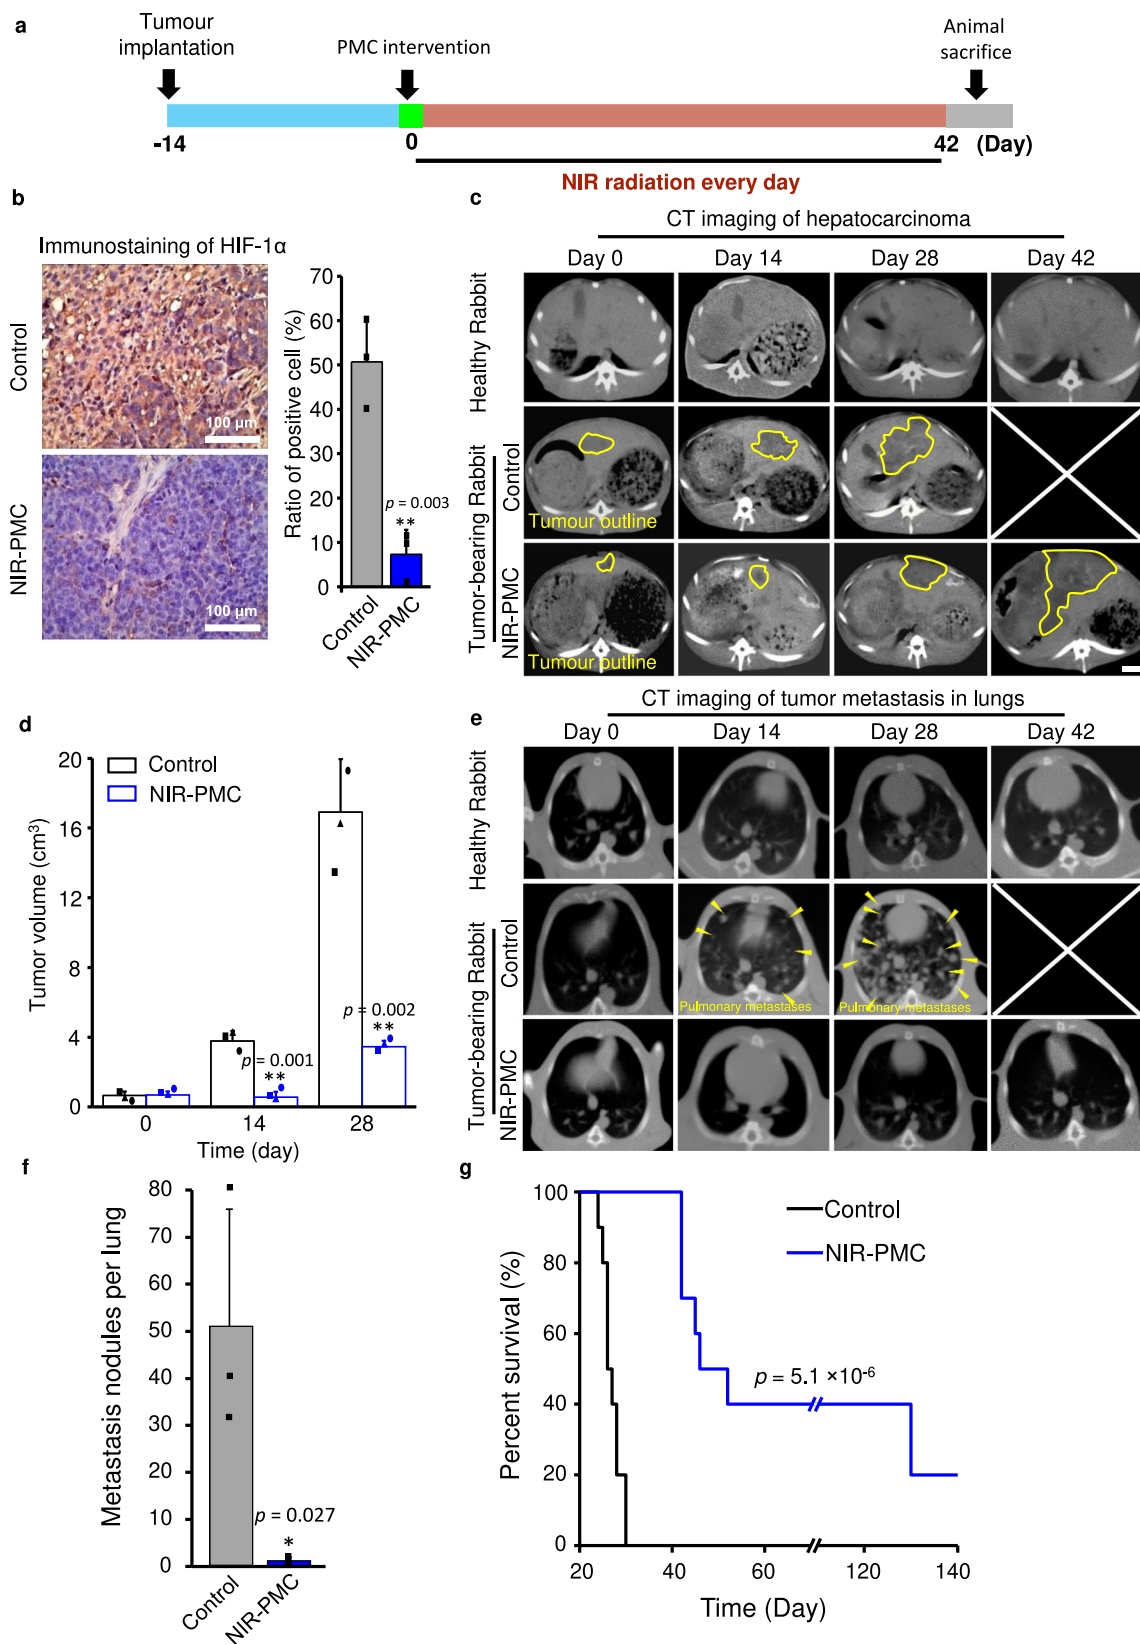 a
Tumour
implantation
PMC intervention
Animal
sacrifice
-14
0
42
(Day)
NIR radiation every day
b
Immunostaining of HIF-1α
Control
100 µm
NIR-PMC
100 µm
Ratio of positive cell (%)
70
60
50
40
30
20
10
0
p = 0.003
**
Control
NIR-PMC
c
CT imaging of hepatocarcinoma
Day 0
Day 14
Day 28
Day 42
Healthy Rabbit
Tumor-bearing Rabbit
Control
Tumour outline
NIR-PMC
Tumour outline
d
Control
NIR-PMC
Tumor volume (cm³)
20
16
12
8
4
0
p = 0.001
**
p = 0.002
**
0
14
28
Time (day)
e
CT imaging of tumor metastasis in lungs
Day 0
Day 14
Day 28
Day 42
Healthy Rabbit
Tumor-bearing Rabbit
Control
Pulmonary metastases
Pulmonary metastases
NIR-PMC
f
Metastasis nodules per lung
80
70
60
50
40
30
20
10
0
p = 0.027
*
Control
NIR-PMC
g
Percent survival (%)
100
80
60
40
20
0
Control
NIR-PMC
p = 5.1 ×10⁻⁶
20
40
60
120
140
Time (Day)